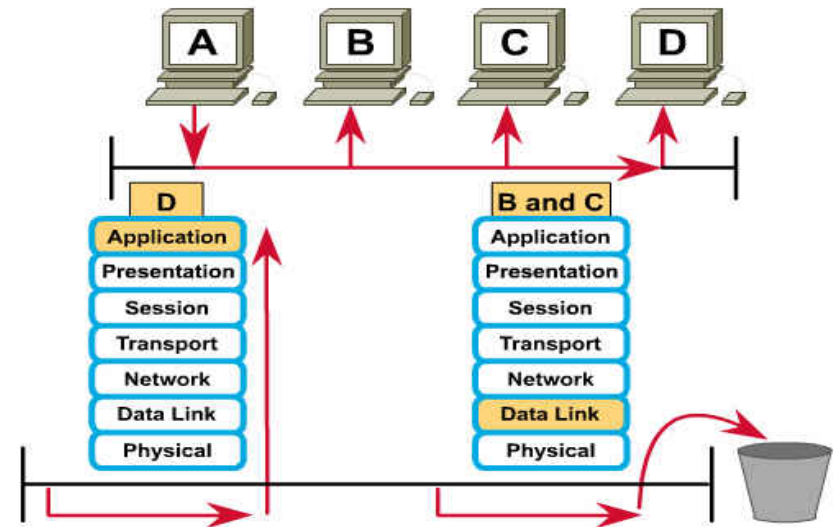 A
B
C
D
D
Application
Presentation
Session
Transport
Network
Data Link
Physical
B and C
Application
Presentation
Session
Transport
Network
Data Link
Physical